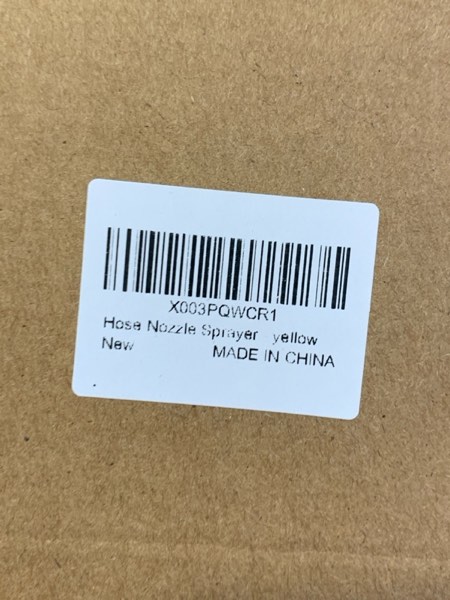 X003PQWCR1
Hose Nozzle Sprayer - yellow
New
MADE IN CHINA